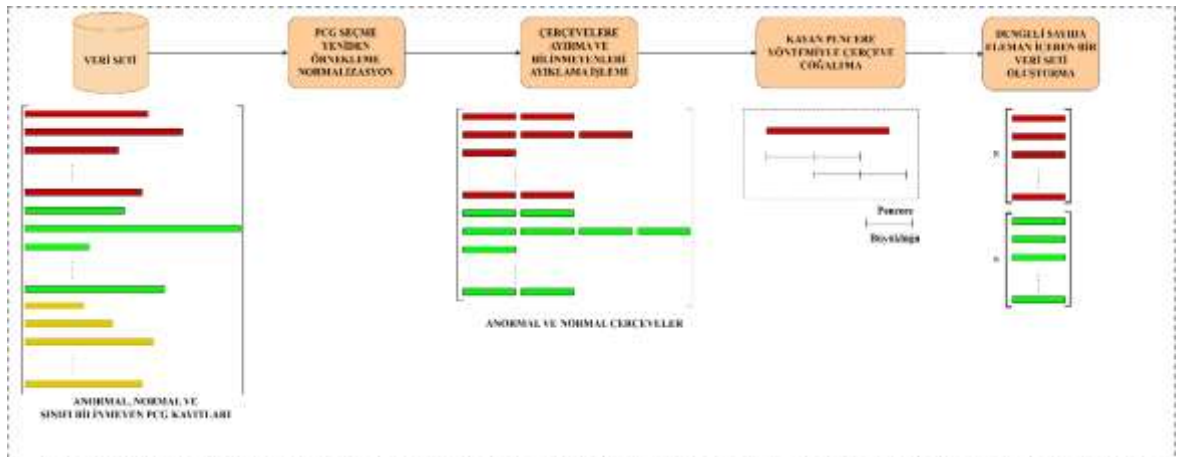 VERİ SETİ
PCG SEÇME
YENİDEN
ÖRNEKLEME
NORMALİZASYON
ÇERÇEVELERE
AYIRMA VE
BİLİNMEYENLERİ
AYIKLAMA İŞLEMİ
KAYAN PENCERE
YÖNTEMİYLE ÇERÇEVE
ÇOĞALTMA
DENGELİ SAYIDA
ELEMAN İÇEREN BİR
VERİ SETİ
OLUŞTURMA
Pencere
Büyüklüğü
ANORMAL VE NORMAL ÇERÇEVELER
ANORMAL, NORMAL VE
SINIFI BİLİNMEYEN PCG KAYITLARI